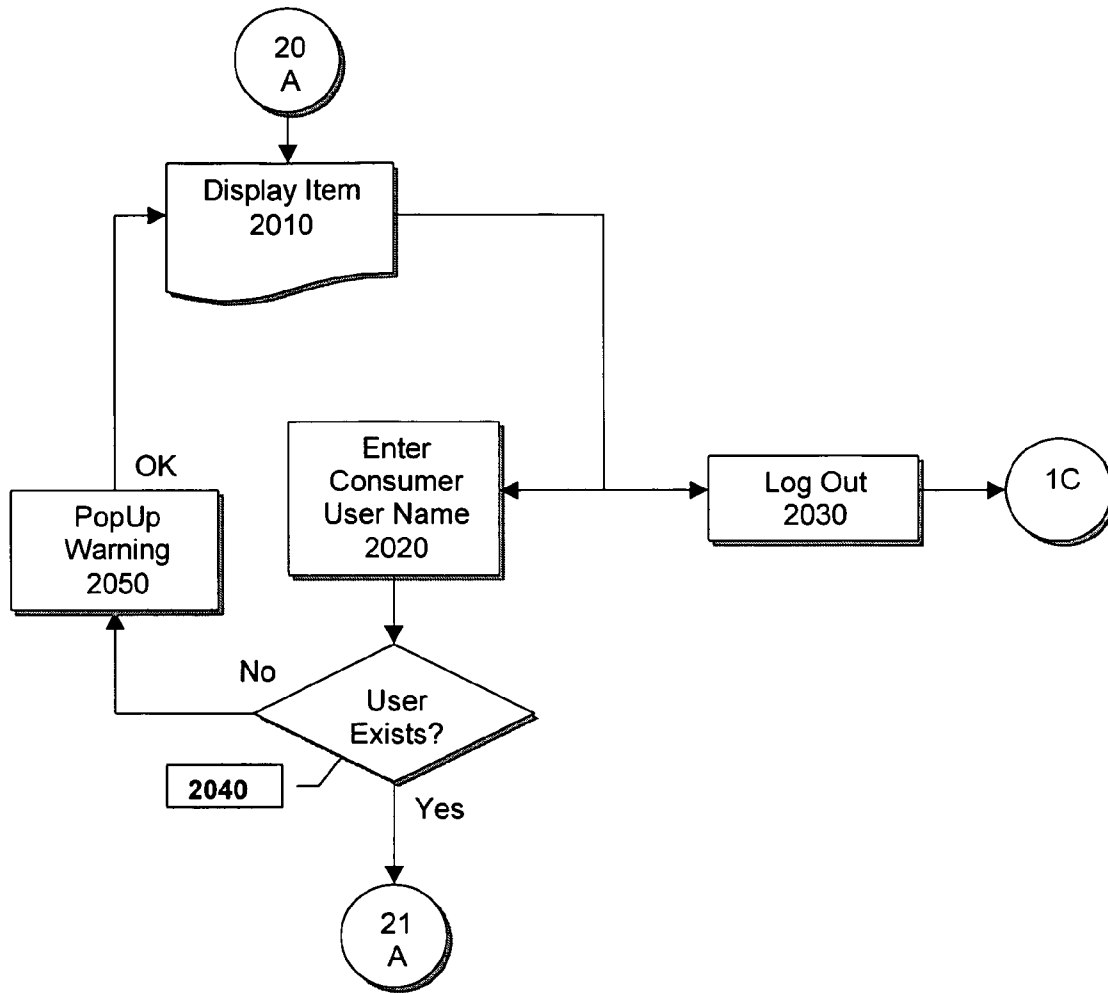 20
A
Display Item
2010
Enter
Consumer
User Name
2020
Log Out
2030
1C
OK
PopUp
Warning
2050
No
User
Exists?
2040
Yes
21
A